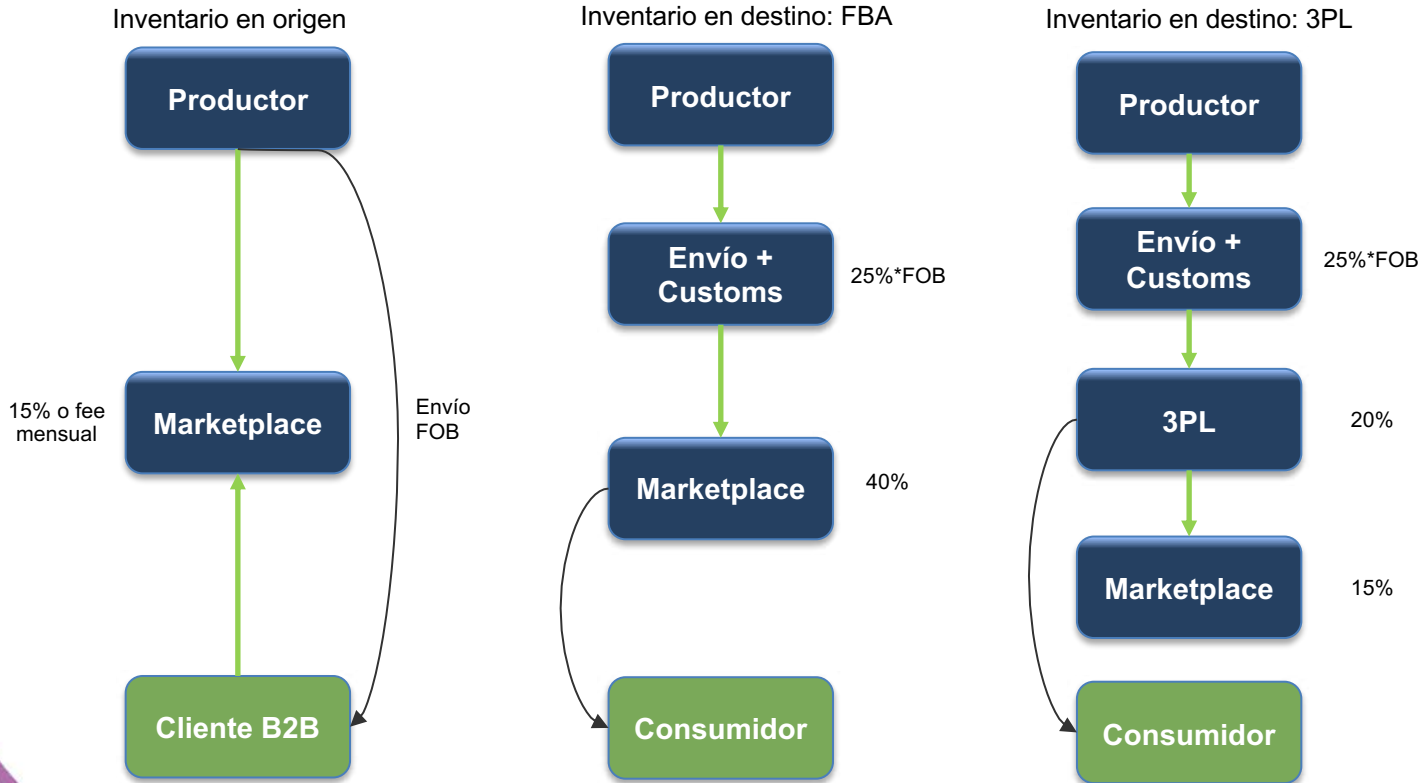 Inventario en origen
Productor
15% o fee
mensual
Marketplace
Envío
FOB
Cliente B2B
Inventario en destino: FBA
Productor
Envío +
Customs
25%*FOB
Marketplace
40%
Consumidor
Inventario en destino: 3PL
Productor
Envío +
Customs
25%*FOB
3PL
20%
Marketplace
15%
Consumidor